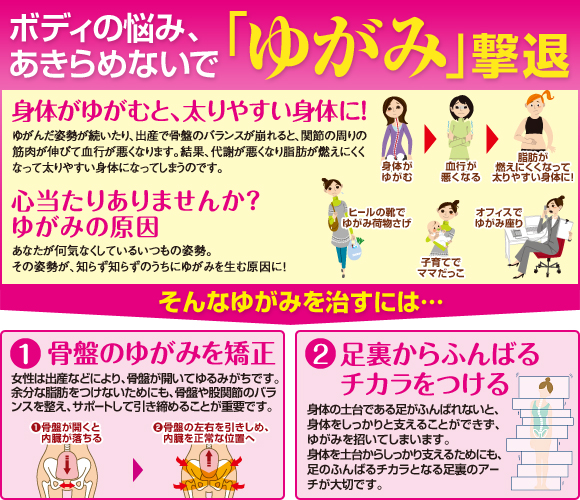 ボディの悩み、
あきらめないで
「ゆがみ」撃退
身体がゆがむと、太りやすい身体に!
ゆがんだ姿勢が続いたり、出産で骨盤のバランスが崩れると、関節の周りの
筋肉が伸びて血行が悪くなります。結果、代謝が悪くなり脂肪が燃えにくく
なって太りやすい身体になってしまうのです。
身体が
ゆがむ
血行が
悪くなる
脂肪が
燃えにくくなって
太りやすい身体に!
心当たりありませんか?
ゆがみの原因
あなたが何気なくしているいつもの姿勢。
その姿勢が、知らず知らずのうちにゆがみを生む原因に!
ヒールの靴で
ゆがみ荷物さげ
子育てで
ママだっこ
オフィスで
ゆがみ座り
そんなゆがみを治すには…
1 骨盤のゆがみを矯正
女性は出産などにより、骨盤が開いてゆるみがちです。
余分な脂肪をつけないためにも、骨盤や股関節のバラ
ンスを整え、サポートして引き締めることが重要です。
❶骨盤が開くと
内臓が落ちる
❷骨盤の左右を引きしめ、
内臓を正常な位置へ
2 足裏からふんばる
チカラをつける
身体の土台である足がふんばれないと、
身体をしっかりと支えることができず、
ゆがみを招いてしまいます。
身体を土台からしっかり支えるためにも、
足のふんばるチカラとなる足裏のアー
チが大切です。